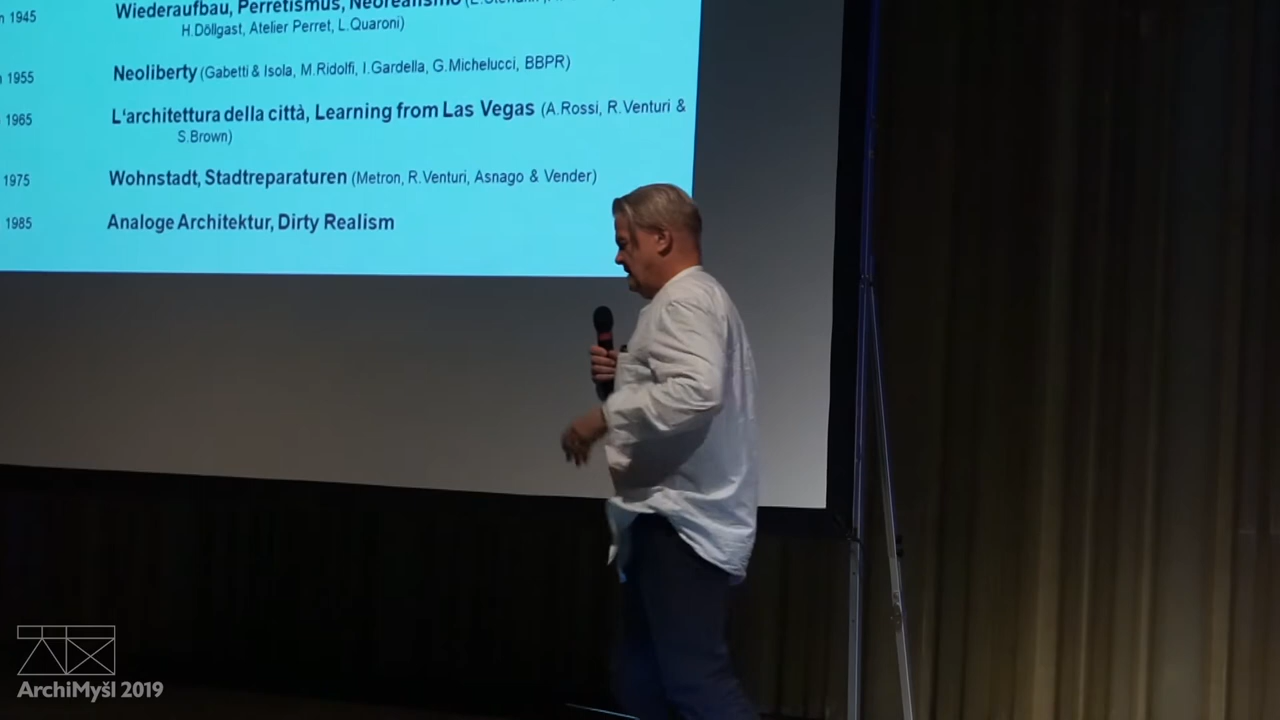 1945 Wiederaufbau, Perretismus, Neorealismo
H.Döllgast, Atelier Perret, L.Quaroni)
1955 Neoliberty (Gabetti & Isola, M.Ridolfi, I.Gardella, G.Michelucci, BBPR)
1965 L'architettura della città, Learning from Las Vegas (A.Rossi, R.Venturi &
S.Brown)
1975 Wohnstadt, Stadtreparaturen (Metron, R.Venturi, Asnago & Vender)
1985 Analoge Architektur, Dirty Realism
ArchiMyśl 2019